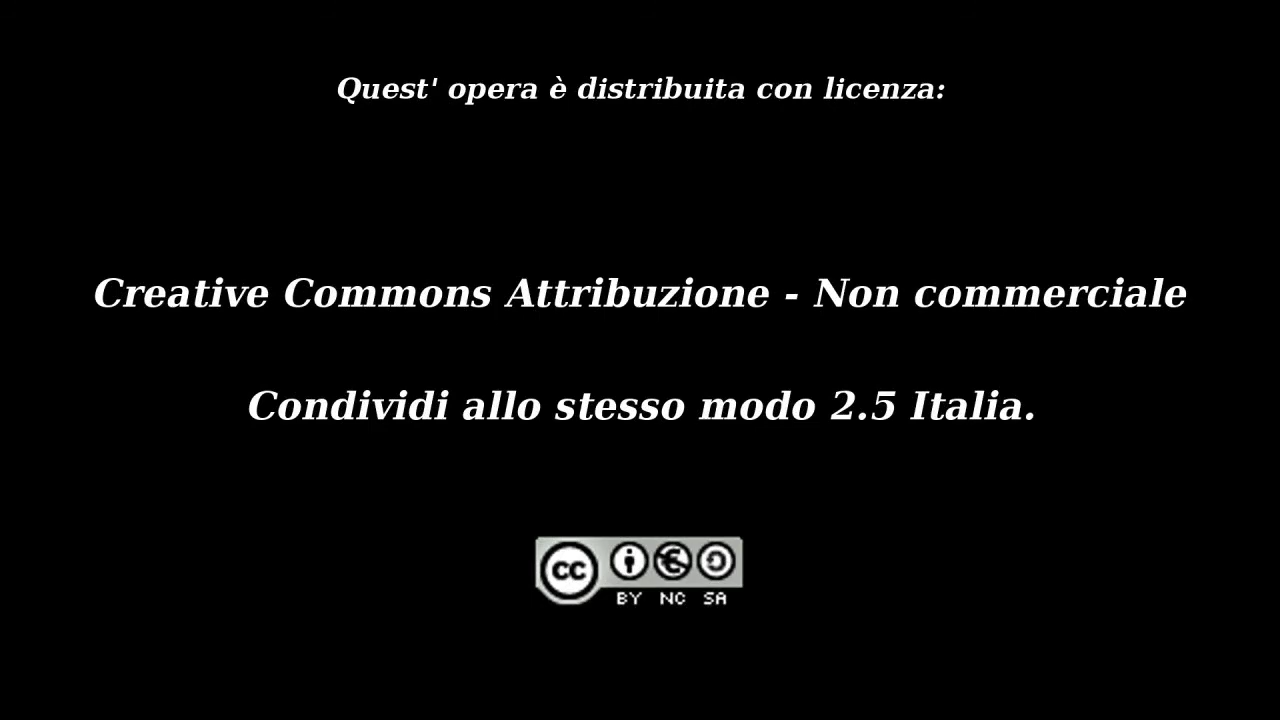 Quest' opera è distribuita con licenza:
Creative Commons Attribuzione - Non commerciale
Condividi allo stesso modo 2.5 Italia.
cc
BY NC SA